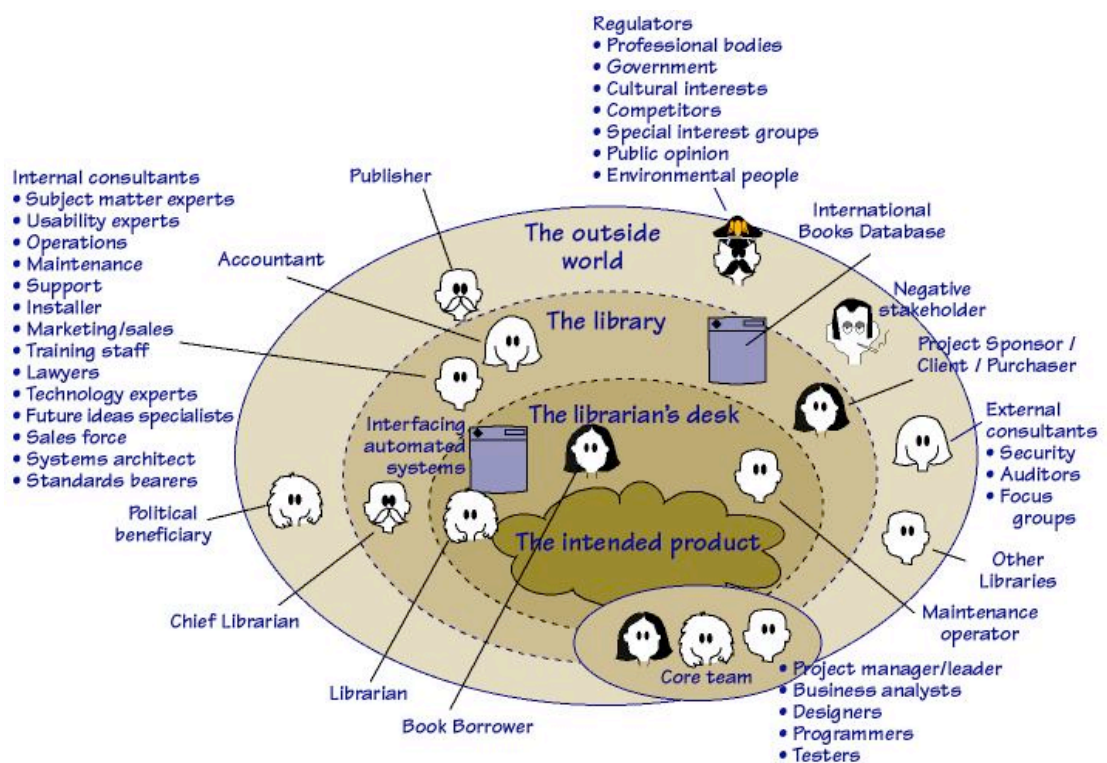 Regulators
• Professional bodies
• Government
• Cultural interests
• Competitors
• Special interest groups
• Public opinion
• Environmental people
Internal consultants
• Subject matter experts
• Usability experts
• Operations
• Maintenance
• Support
• Installer
• Marketing/sales
• Training staff
• Lawyers
• Technology experts
• Future ideas specialists
• Sales force
• Systems architect
• Standards bearers
Publisher
Accountant
The outside
world
International
Books Database
The library
Negative
stakeholder
Project Sponsor /
Client / Purchaser
The librarian's desk
Interfacing
automated
systems
External
consultants
• Security
• Auditors
• Focus
groups
Political
beneficiary
The intended product
Other
Libraries
Chief Librarian
Maintenance
operator
Librarian
Book Borrower
Core team
• Project manager/leader
• Business analysts
• Designers
• Programmers
• Testers